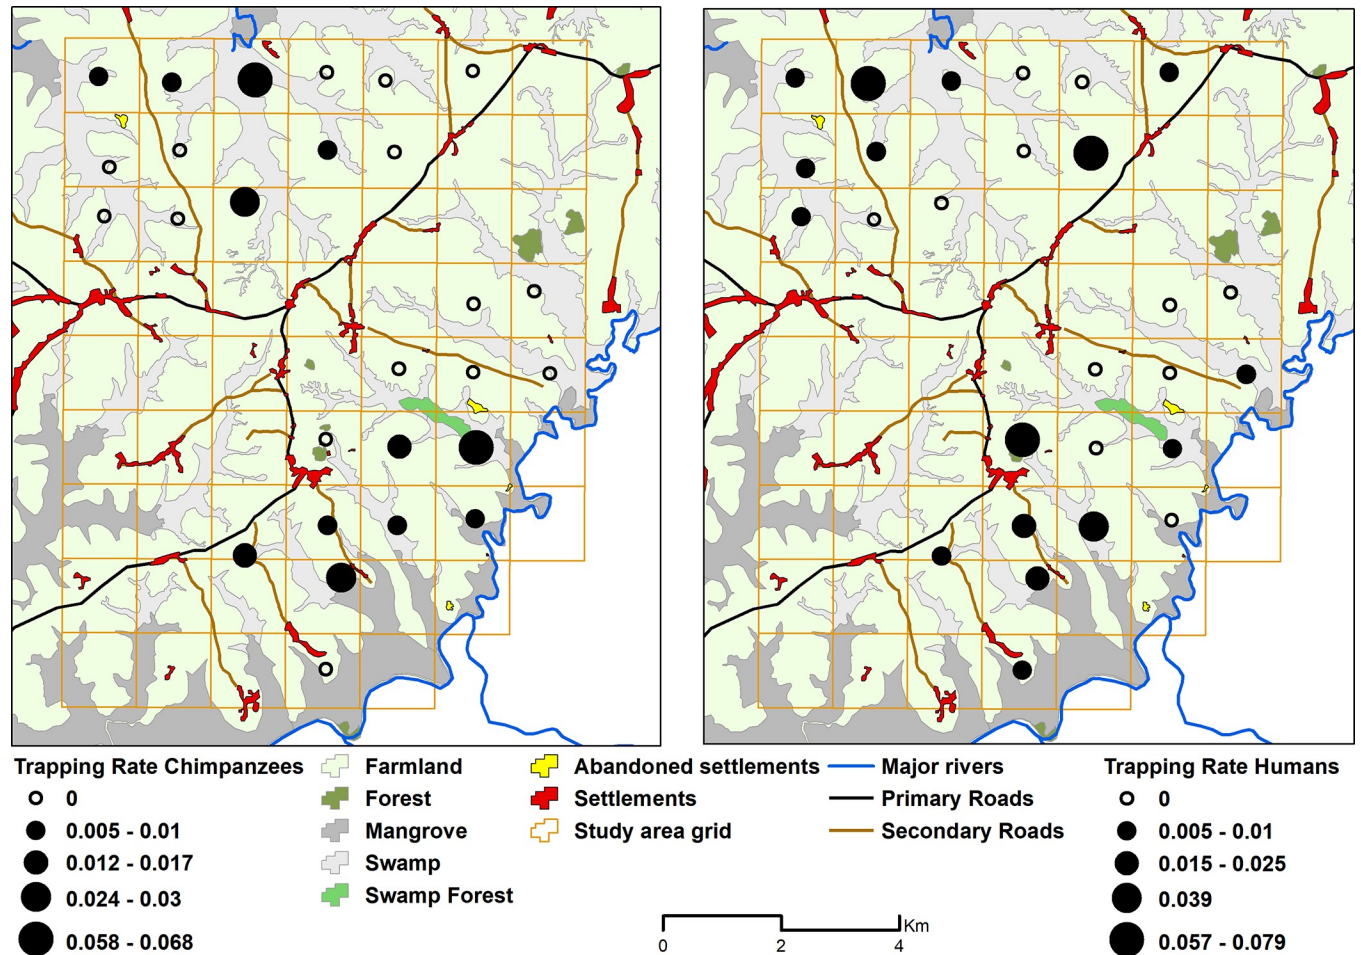 Trapping Rate Chimpanzees
0
0.005 - 0.01
0.012 - 0.017
0.024 - 0.03
0.058 - 0.068
Farmland
Forest
Mangrove
Swamp
Swamp Forest
Abandoned settlements
Settlements
Study area grid
Major rivers
Primary Roads
Secondary Roads
Km
0 2 4
Trapping Rate Humans
0
0.005 - 0.01
0.015 - 0.025
0.039
0.057 - 0.079